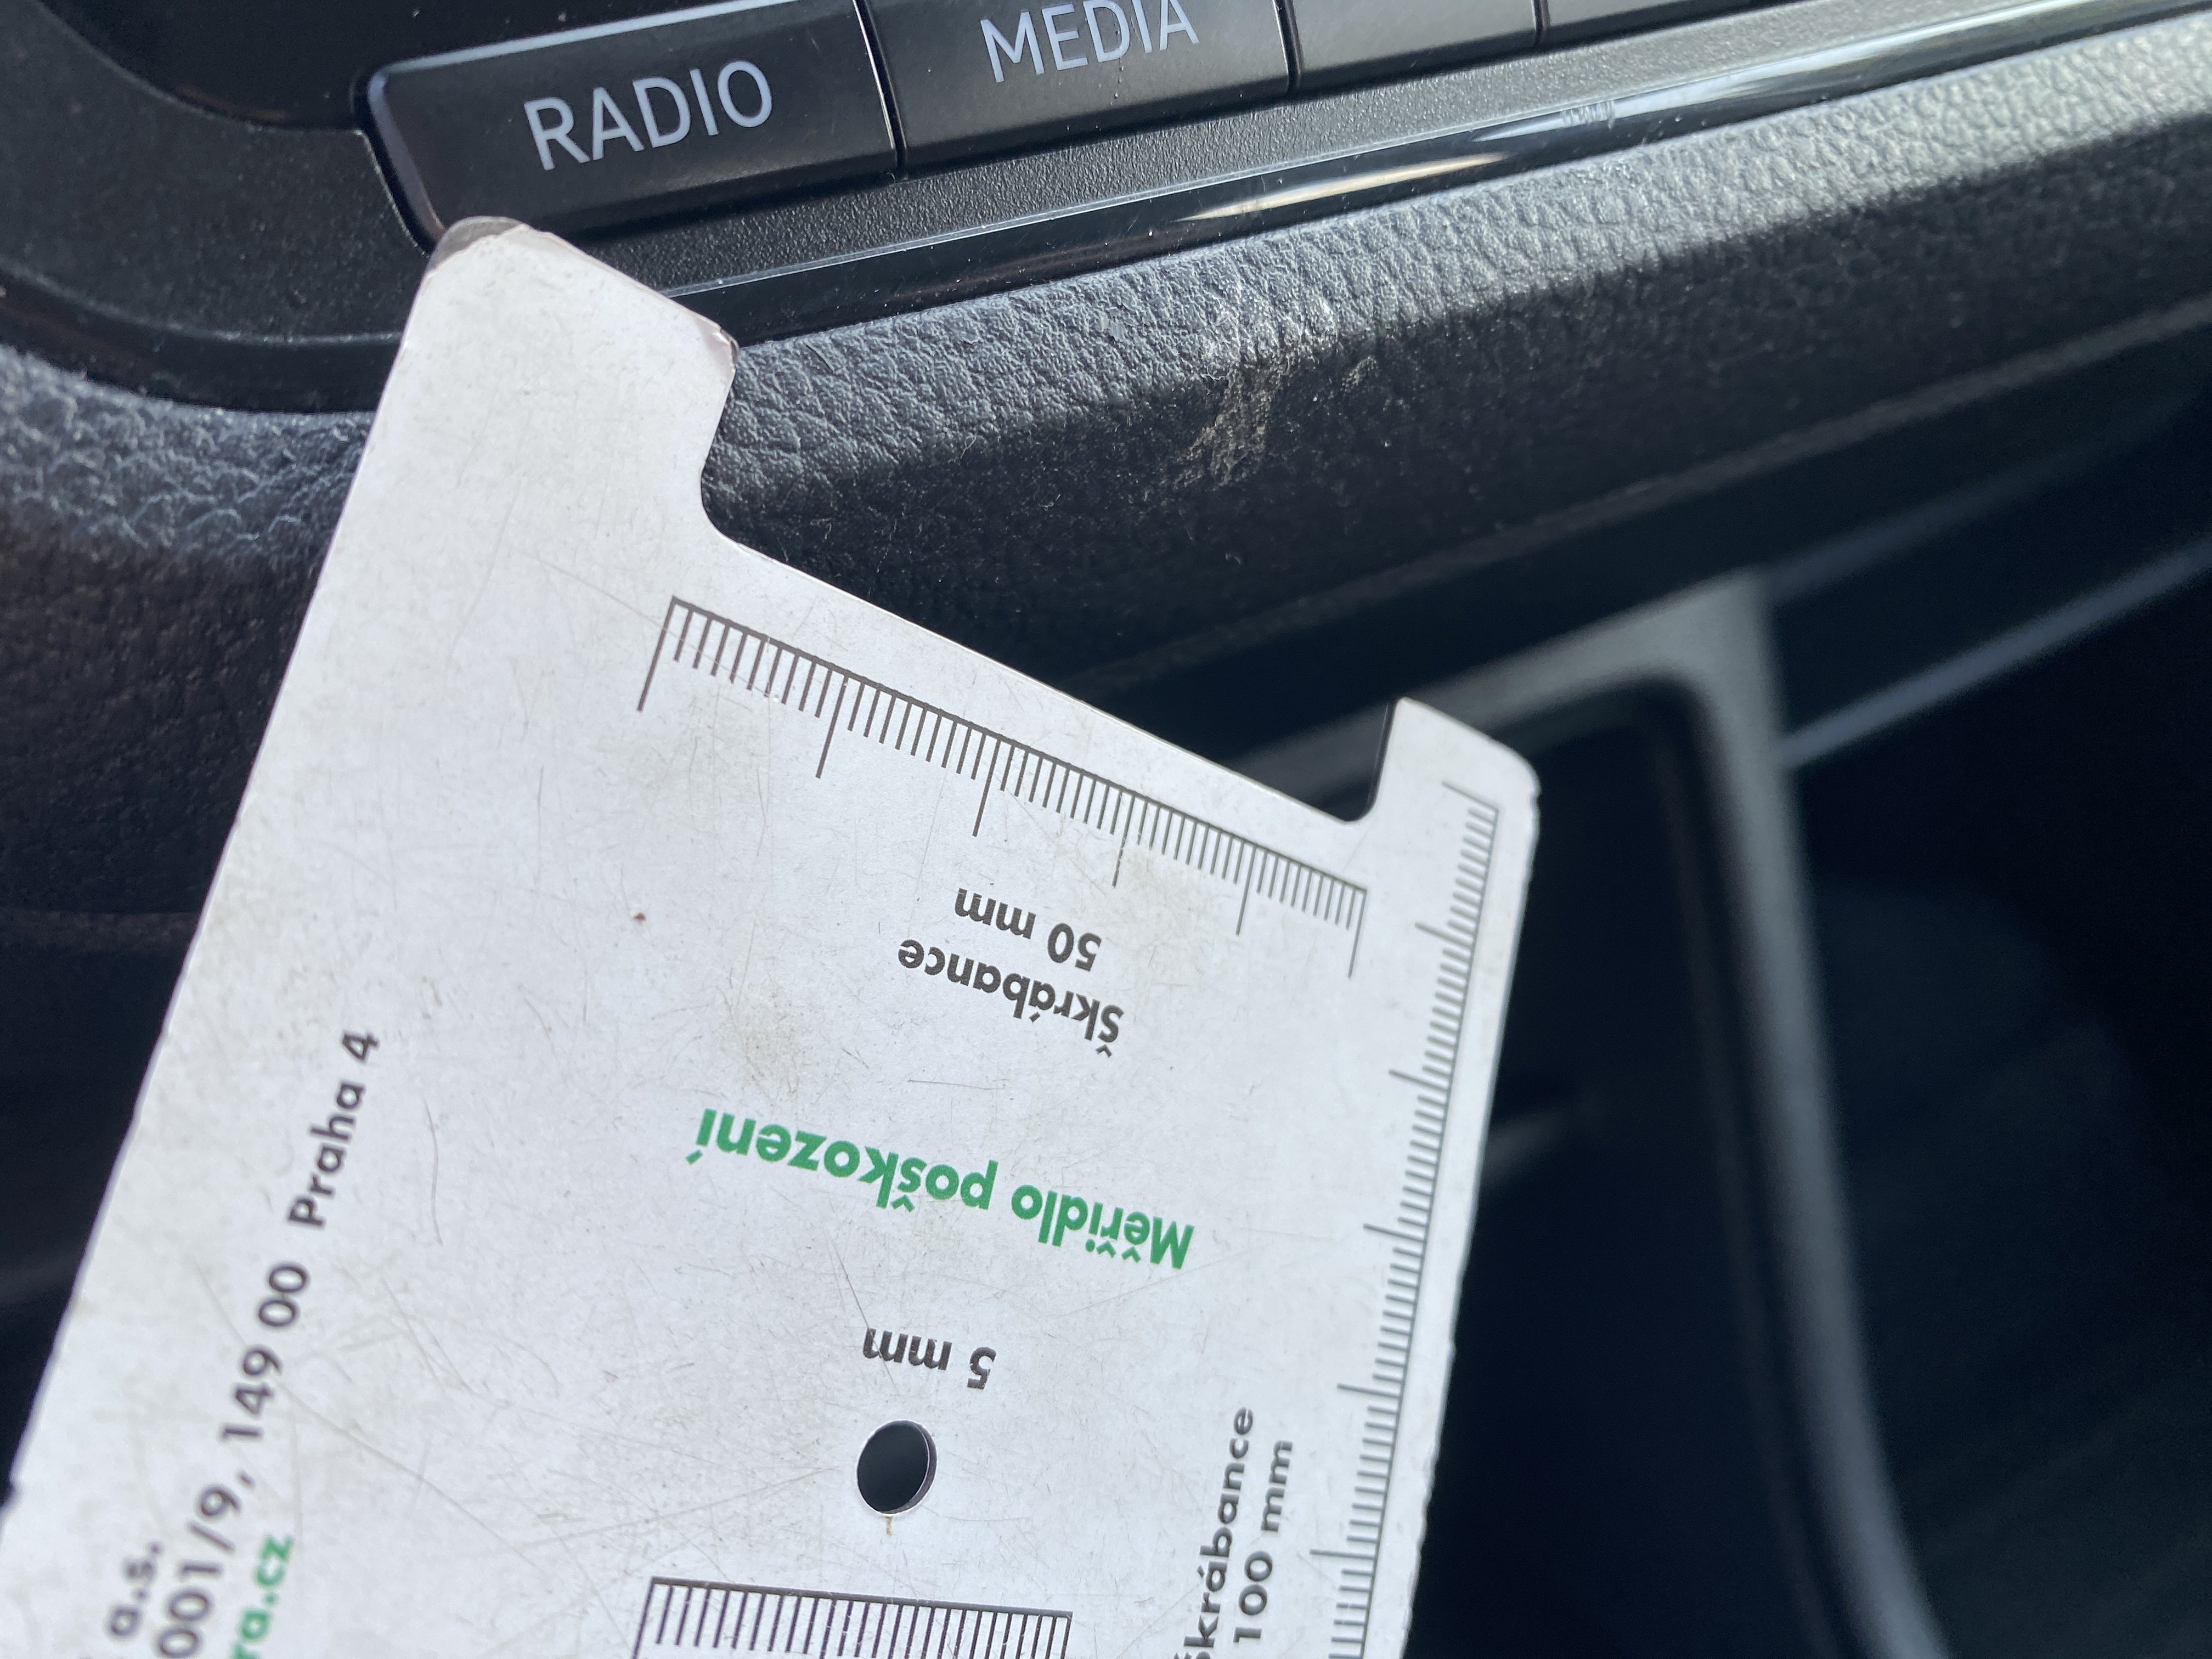 RADIO
MEDIA
Škrábance
50 mm
Měřidlo poškození
5 mm
Škrábance
100 mm
a.s.
001/9, 149 00 Praha 4
ra.cz